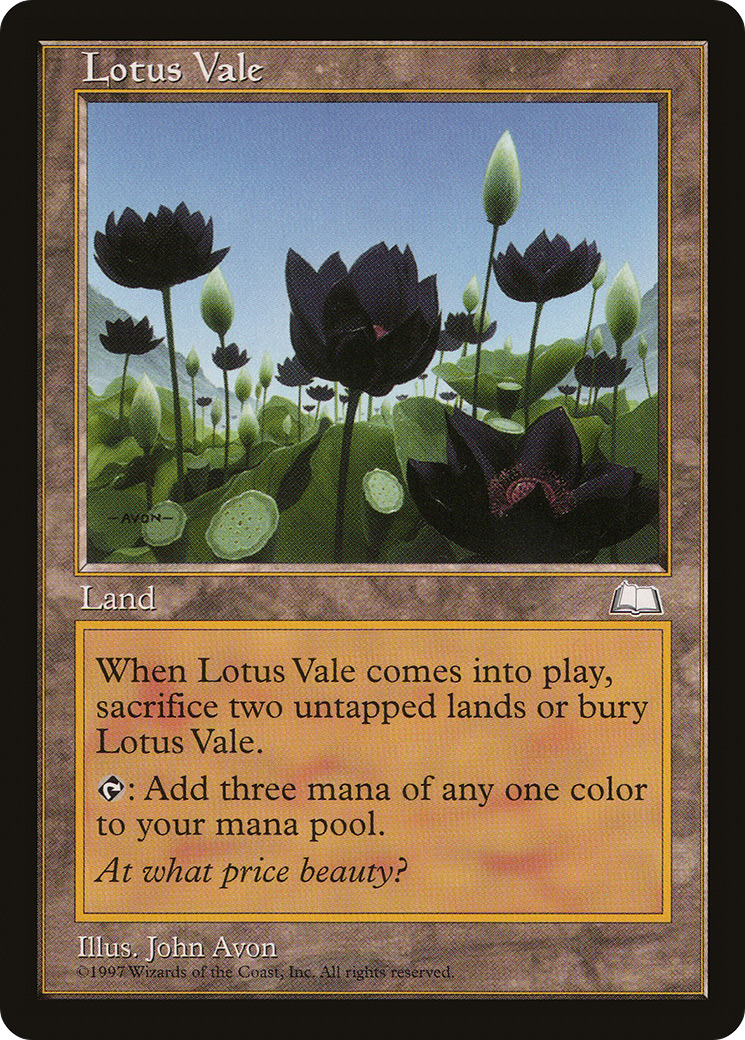 Lotus Vale
–AVON–
Land
When Lotus Vale comes into play,
sacrifice two untapped lands or bury
Lotus Vale.
: Add three mana of any one color
to your mana pool.
At what price beauty?
Illus. John Avon
©1997 Wizards of the Coast, Inc. All rights reserved.